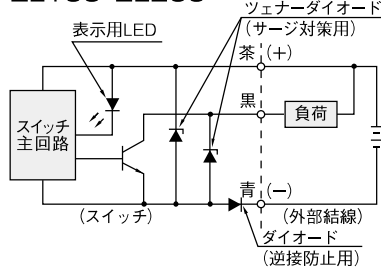 ツェナーダイオード
(サージ対策用)
表示用LED
茶 (+)
黒
負荷
スイッチ
主回路
青 (−)
(スイッチ)
(外部結線)
ダイオード
(逆接防止用)